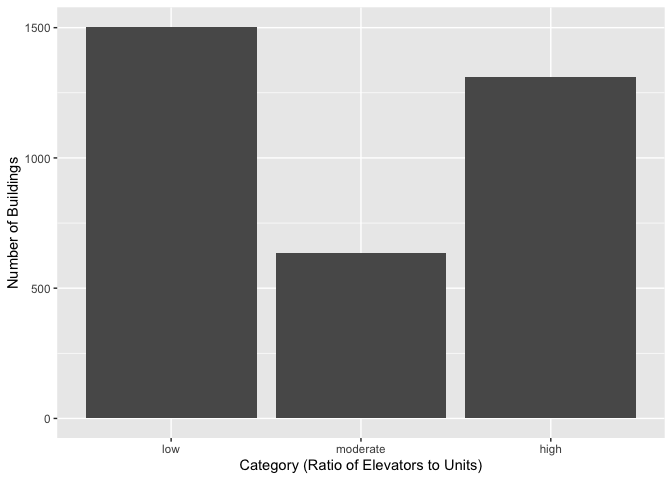 1500
1000
500
0
Number of Buildings
low
moderate
high
Category (Ratio of Elevators to Units)